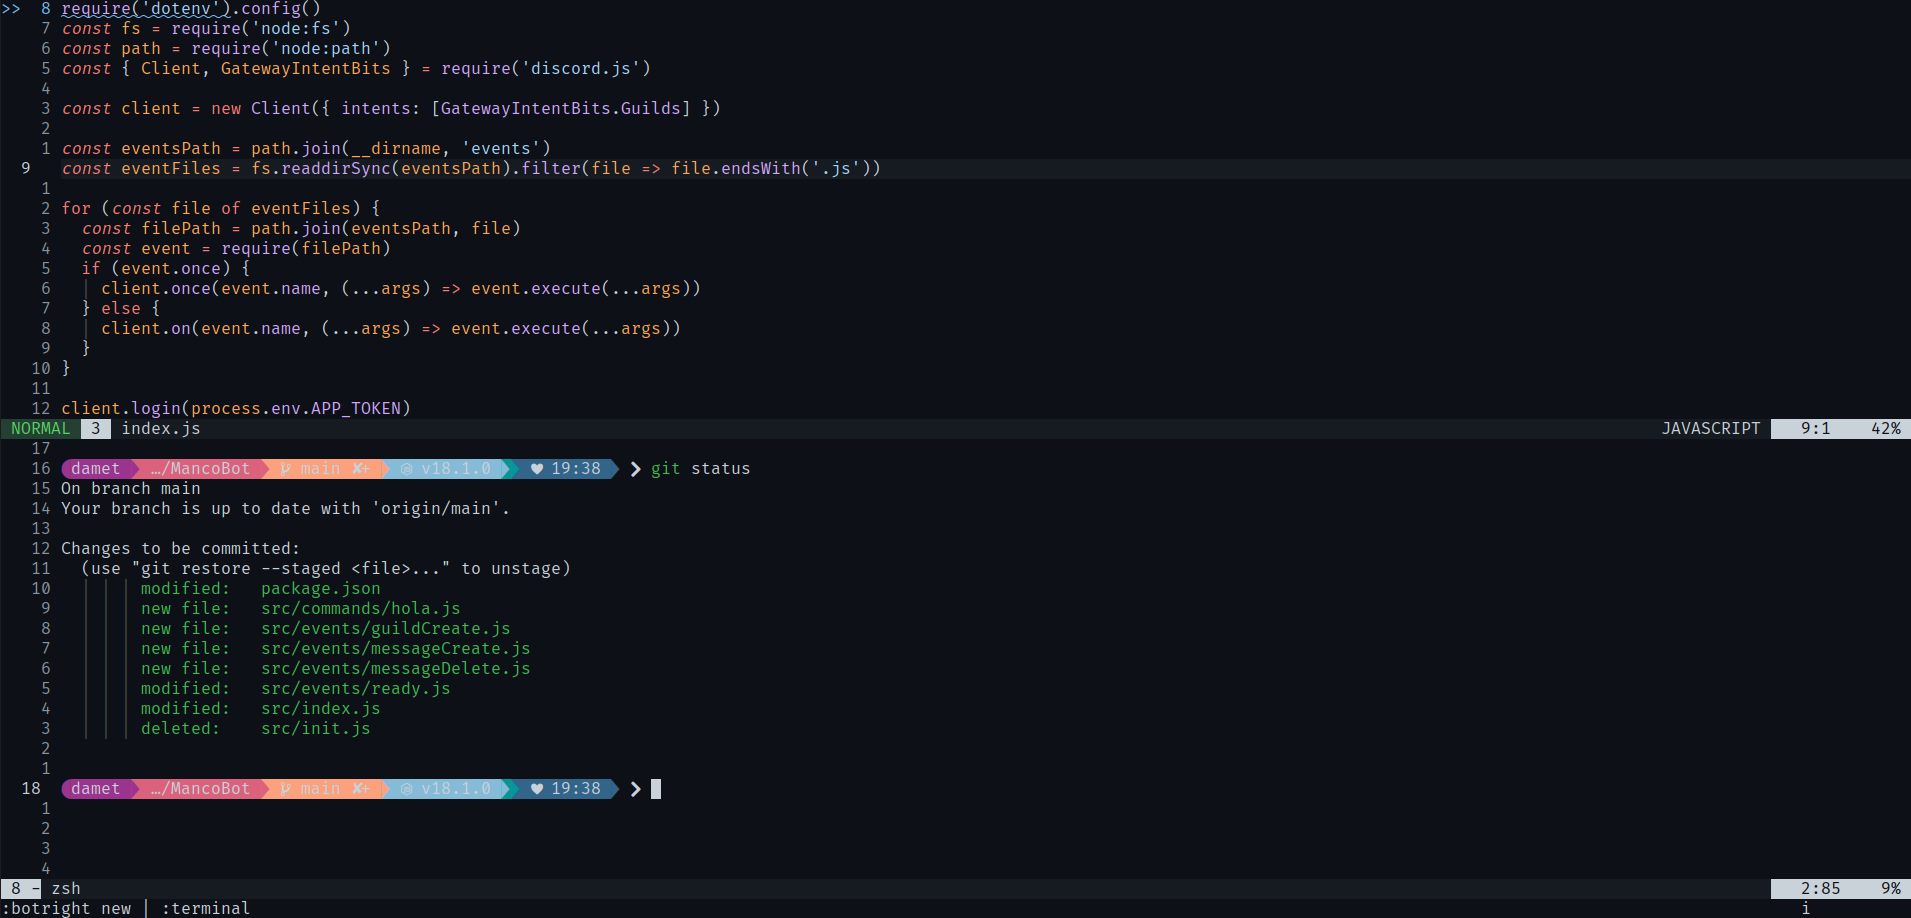 >> 8 require('dotenv').config()
7 const fs = require('node:fs')
6 const path = require('node:path')
5 const { Client, GatewayIntentBits } = require('discord.js')
4
3 const client = new Client({ intents: [GatewayIntentBits.Guilds] })
2
1 const eventsPath = path.join(__dirname, 'events')
9 const eventFiles = fs.readdirSync(eventsPath).filter(file => file.endsWith('.js'))
1
2 for (const file of eventFiles) {
3   const filePath = path.join(eventsPath, file)
4   const event = require(filePath)
5   if (event.once) {
6     client.once(event.name, (...args) => event.execute(...args))
7   } else {
8     client.on(event.name, (...args) => event.execute(...args))
9   }
10 }
11
12 client.login(process.env.APP_TOKEN)
NORMAL 3 index.js JAVASCRIPT 9:1 42%
17
16 damet …/MancoBot main ✘+ v18.1.0 ♥ 19:38 ❯ git status
15 On branch main
14 Your branch is up to date with 'origin/main'.
13
12 Changes to be committed:
11   (use "git restore --staged <file>..." to unstage)
10         modified:   package.json
9         new file:   src/commands/hola.js
8         new file:   src/events/guildCreate.js
7         new file:   src/events/messageCreate.js
6         new file:   src/events/messageDelete.js
5         modified:   src/events/ready.js
4         modified:   src/index.js
3         deleted:    src/init.js
2
1
18 damet …/MancoBot main ✘+ v18.1.0 ♥ 19:38 ❯
1
2
3
4
8 - zsh 2:85 9%
:botright new | :terminal i